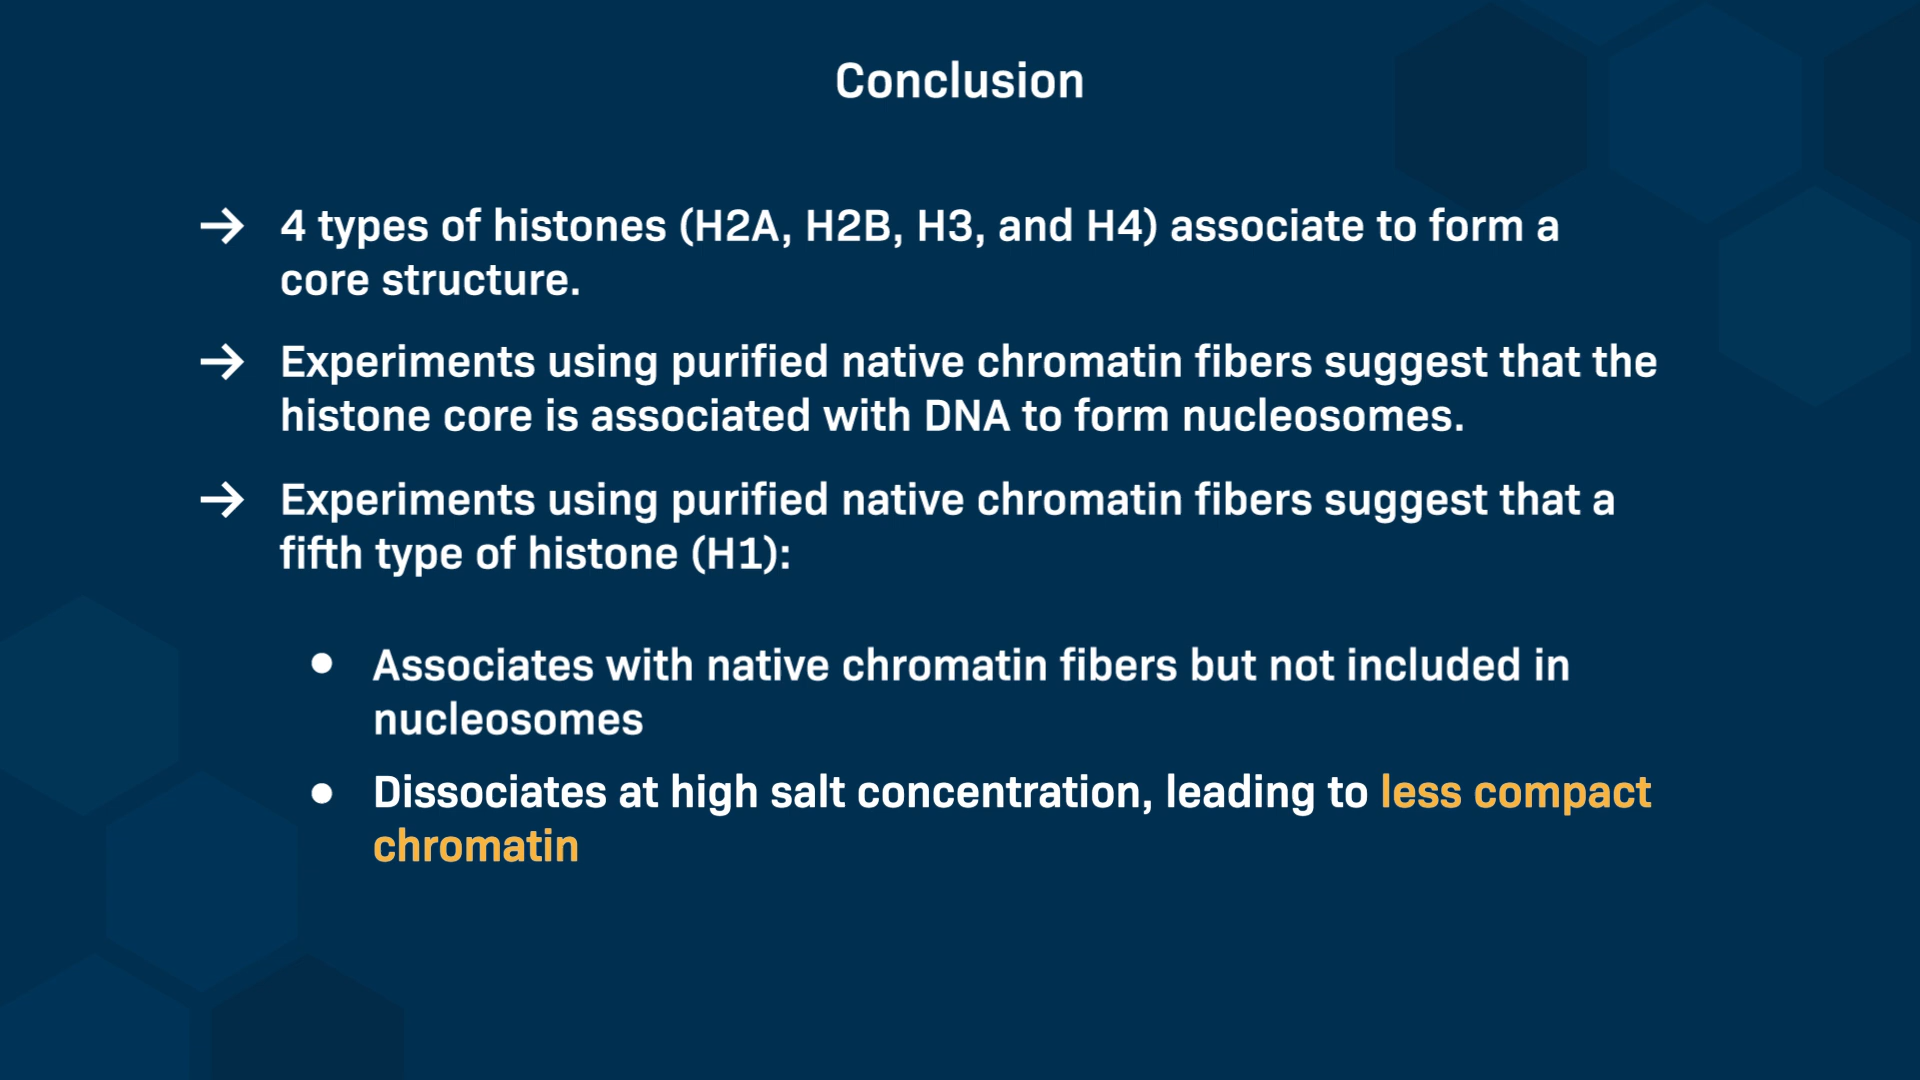 Conclusion
→ 4 types of histones (H2A, H2B, H3, and H4) associate to form a
core structure.
→ Experiments using purified native chromatin fibers suggest that the
histone core is associated with DNA to form nucleosomes.
→ Experiments using purified native chromatin fibers suggest that a
fifth type of histone (H1):
● Associates with native chromatin fibers but not included in
nucleosomes
● Dissociates at high salt concentration, leading to less compact
chromatin